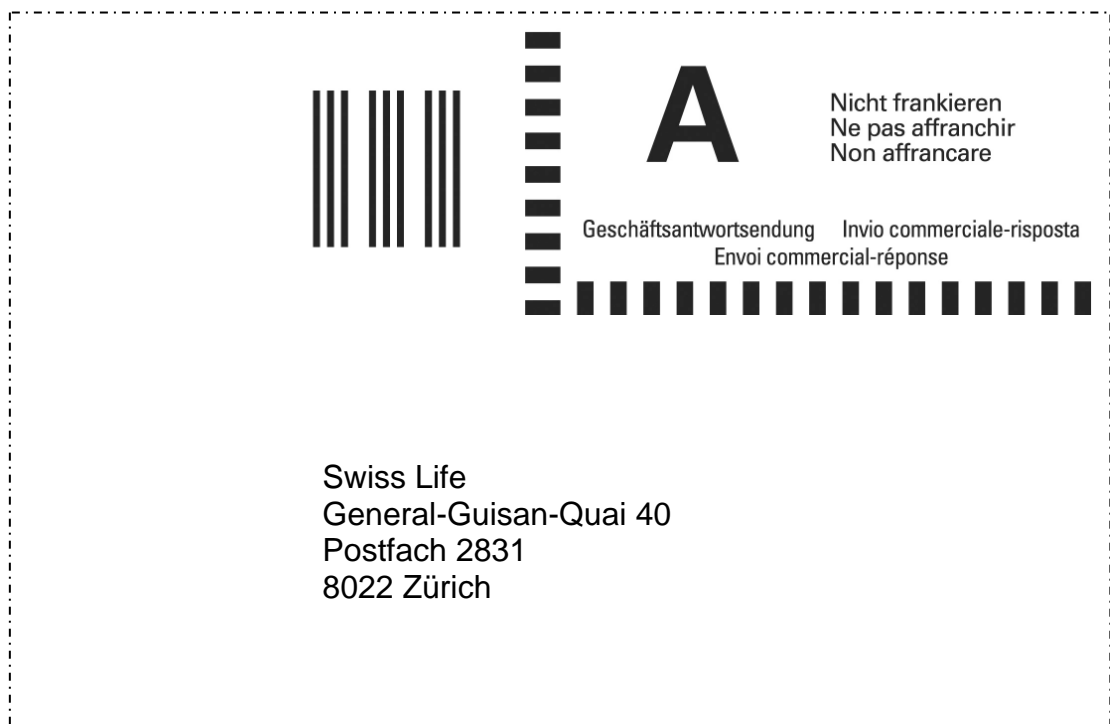 A
Nicht frankieren
Ne pas affranchir
Non affrancare
Geschäftsantwortsendung Invio commerciale-risposta
Envoi commercial-réponse
Swiss Life
General-Guisan-Quai 40
Postfach 2831
8022 Zürich